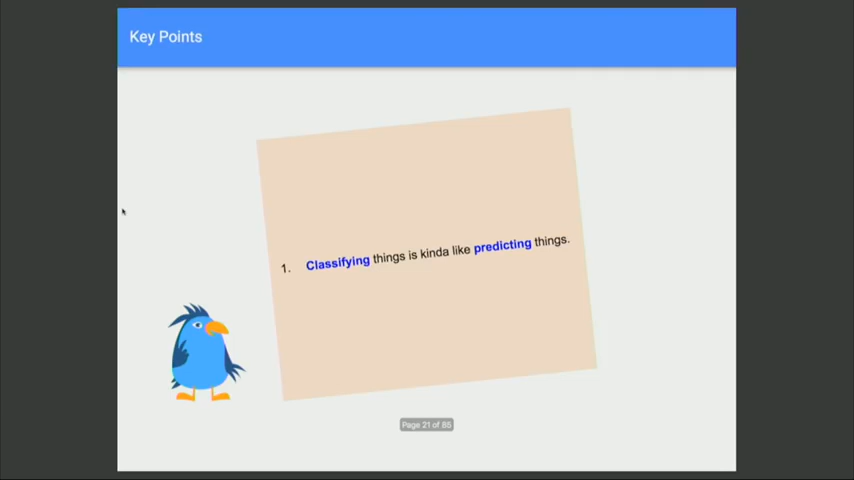 Key Points
1. Classifying things is kinda like predicting things.
Page 21 of 85